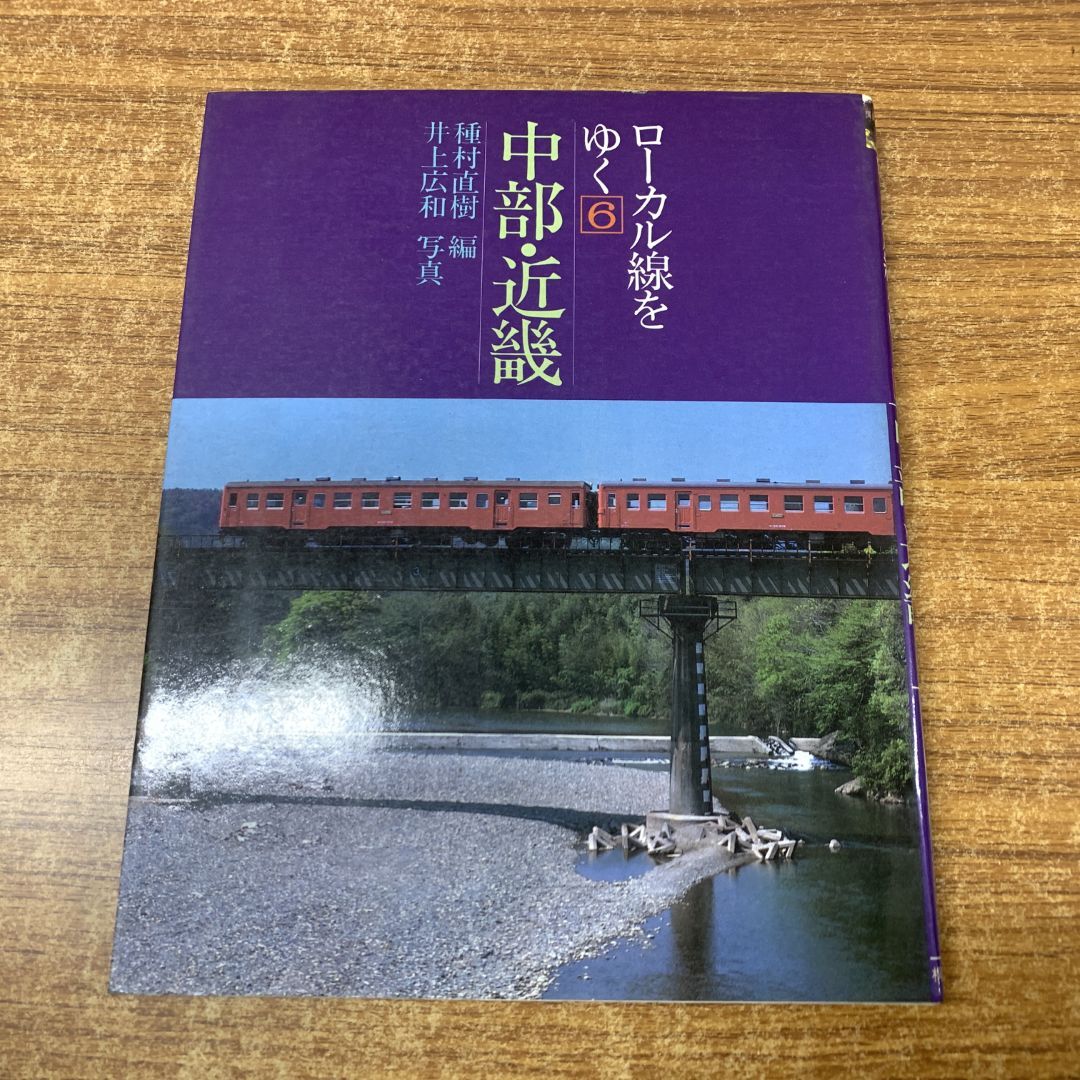 ローカル線を
ゆく6
中部・近畿
種村直樹 編
井上広和 写真